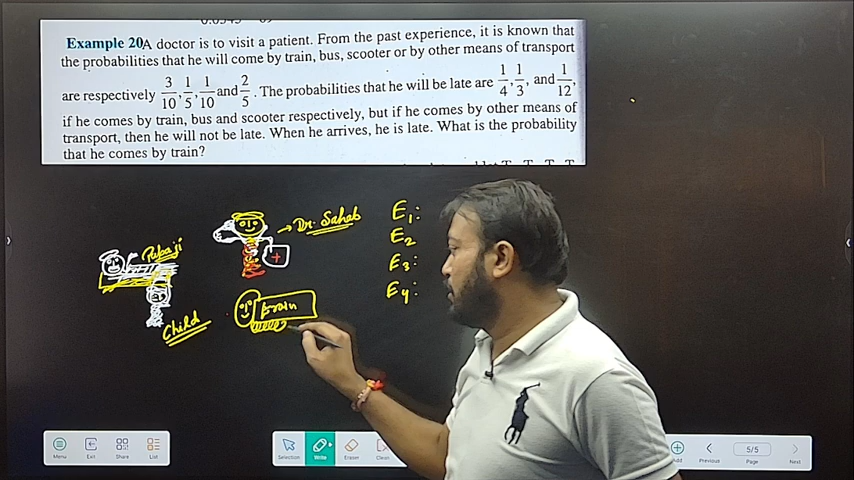 Example 20 A doctor is to visit a patient. From the past experience, it is known that
the probabilities that he will come by train, bus, scooter or by other means of transport
are respectively 3/10, 1/5, 1/10 and 2/5. The probabilities that he will be late are 1/4, 1/3, and 1/12,
if he comes by train, bus and scooter respectively, but if he comes by other means of
transport, then he will not be late. When he arrives, he is late. What is the probability
that he comes by train?
→ Dr. Saheb
E1:
E2
E3:
E4:
Child
Train
+
Menu
Exit
Share
List
Selection
Write
Eraser
Clean
Add
Previous
5/5
Page
Next